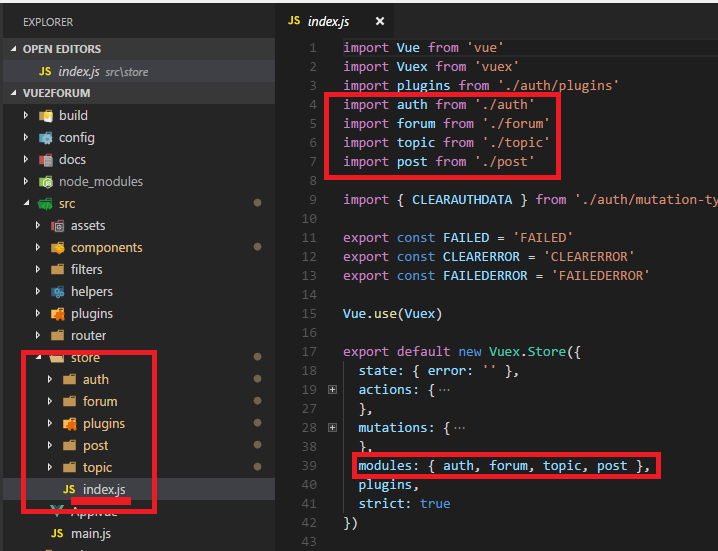 EXPLORER
OPEN EDITORS
JS index.js src\store
VUE2FORUM
build
config
docs
node_modules
src
assets
components
filters
helpers
plugins
router
store
auth
forum
plugins
post
topic
JS index.js
App.vue
JS main.js
JS index.js ×
1 import Vue from 'vue'
2 import Vuex from 'vuex'
3 import plugins from './auth/plugins'
4 import auth from './auth'
5 import forum from './forum'
6 import topic from './topic'
7 import post from './post'
8
9 import { CLEARAUTHDATA } from './auth/mutation-ty
10
11 export const FAILED = 'FAILED'
12 export const CLEARERROR = 'CLEARERROR'
13 export const FAILEDERROR = 'FAILEDERROR'
14
15 Vue.use(Vuex)
16
17 export default new Vuex.Store({
18 state: { error: '' },
19 actions: { ⋯
27 },
28 mutations: { ⋯
38 },
39 modules: { auth, forum, topic, post },
40 plugins,
41 strict: true
42 })
43